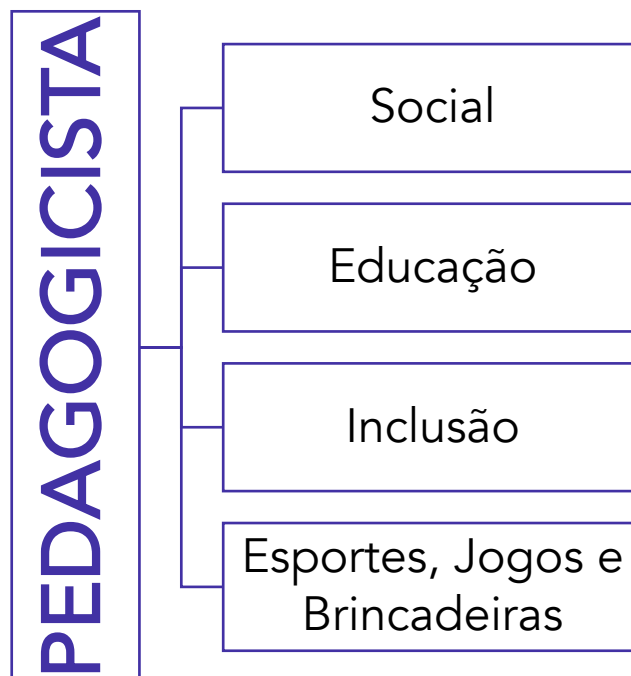 PEDAGOGICISTA
Social
Educação
Inclusão
Esportes, Jogos e
Brincadeiras